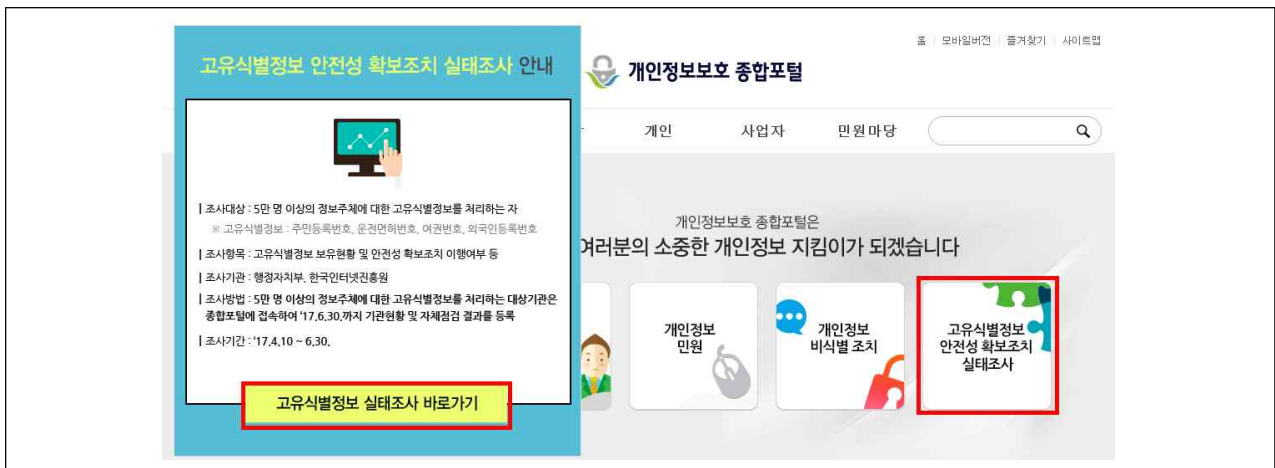 홈 | 모바일버전 | 즐겨찾기 | 사이트맵
고유식별정보 안전성 확보조치 실태조사 안내
개인정보보호 종합포털
개인 사업자 민원마당
| 조사대상 : 5만 명 이상의 정보주체에 대한 고유식별정보를 처리하는 자
※ 고유식별정보 : 주민등록번호, 운전면허번호, 여권번호, 외국인등록번호
| 조사항목 : 고유식별정보 보유현황 및 안전성 확보조치 이행여부 등
| 조사기관 : 행정자치부, 한국인터넷진흥원
| 조사방법 : 5만 명 이상의 정보주체에 대한 고유식별정보를 처리하는 대상기관은
종합포털에 접속하여 '17.6.30.까지 기관현황 및 자체점검 결과를 등록
| 조사기간 : '17.4.10 ~ 6.30.
고유식별정보 실태조사 바로가기
개인정보보호 종합포털은
여러분의 소중한 개인정보 지킴이가 되겠습니다
개인정보
민원
개인정보
비식별 조치
고유식별정보
안전성 확보조치
실태조사